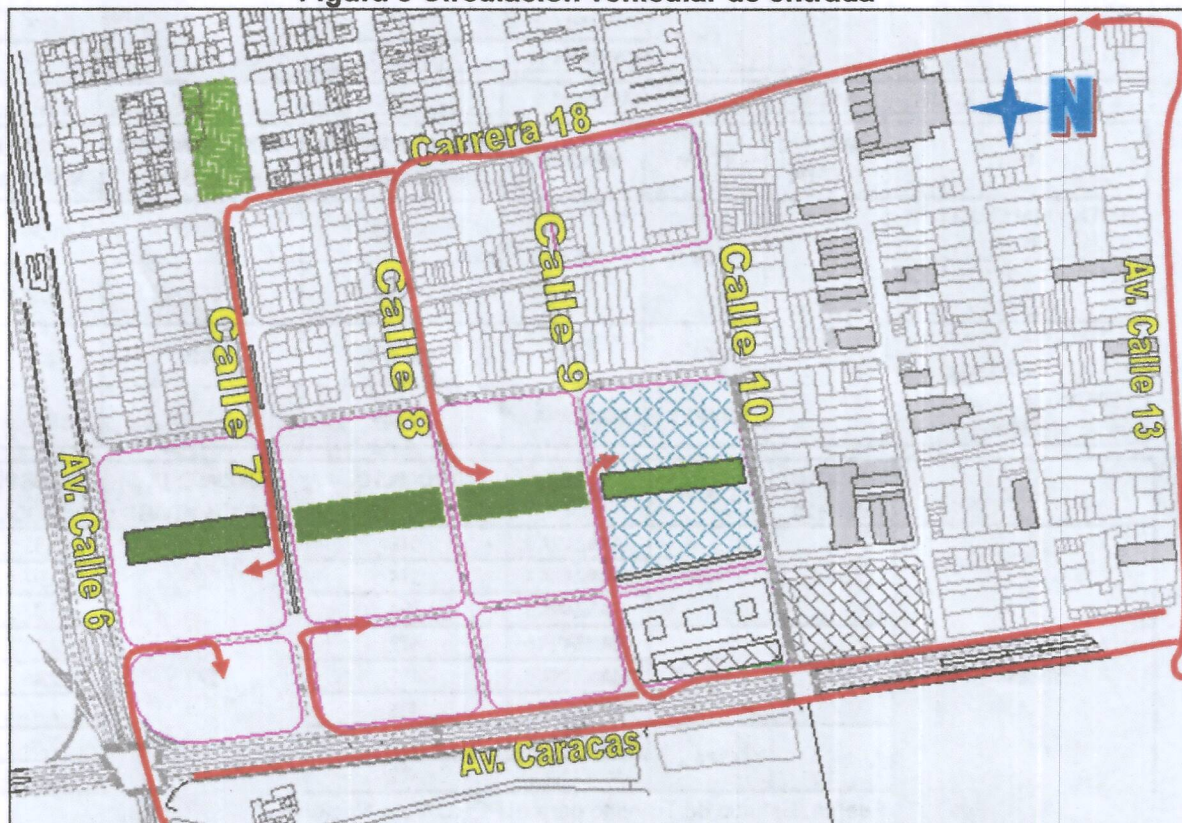 Figura 8 Circulación vehicular de entrada
N
Carrera 18
Calle 7
Calle 8
Calle 9
Calle 10
Av. Calle 13
Av. Calle 6
Av. Caracas